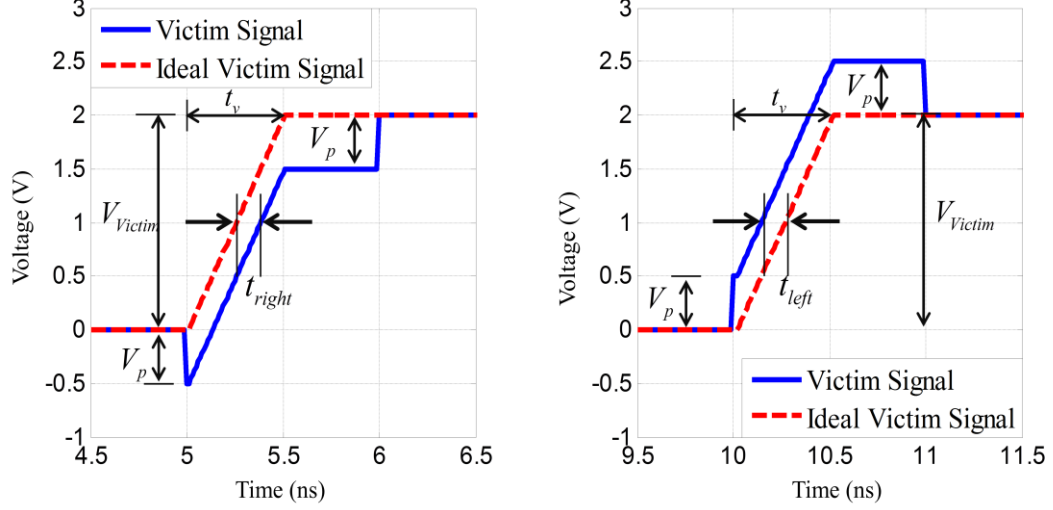 3
Victim Signal
Ideal Victim Signal
2.5
t_v
2
V_p
1.5
V_Victim
1
0.5
t_right
0
V_p
-0.5
-1
4.5 5 5.5 6 6.5
Voltage (V)
Time (ns)
3
2.5
V_p
t_v
2
1.5
V_Victim
1
0.5
V_p
t_left
0
Victim Signal
-0.5
Ideal Victim Signal
-1
9.5 10 10.5 11 11.5
Voltage (V)
Time (ns)